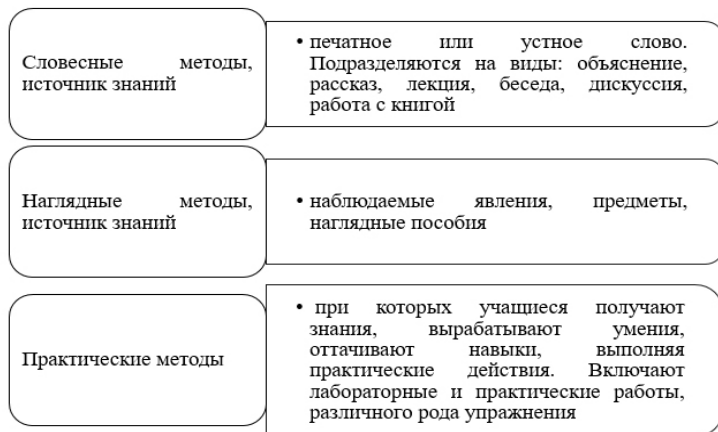 Словесные методы,
источник знаний
• печатное или устное слово.
Подразделяются на виды: объяснение,
рассказ, лекция, беседа, дискуссия,
работа с книгой
Наглядные методы,
источник знаний
• наблюдаемые явления, предметы,
наглядные пособия
Практические методы
• при которых учащиеся получают
знания, вырабатывают умения,
оттачивают навыки, выполняя
практические действия. Включают
лабораторные и практические работы,
различного рода упражнения